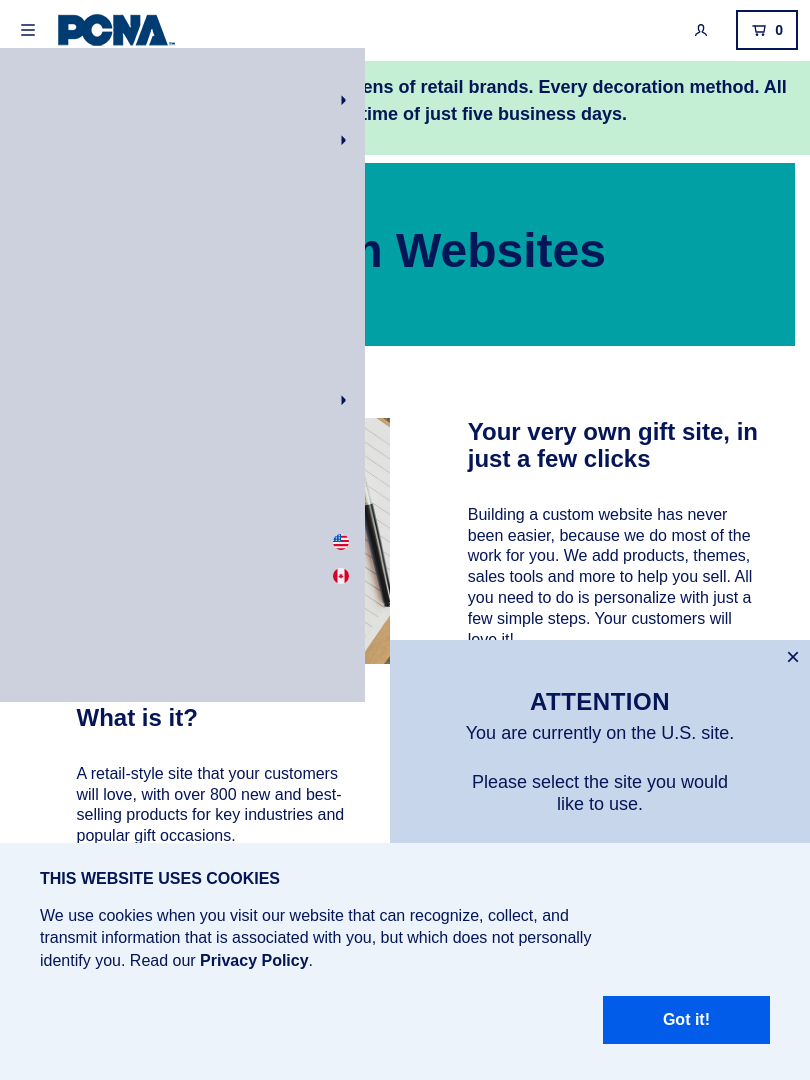 PCNA
0
ens of retail brands. Every decoration method. All
time of just five business days.
Websites
Your very own gift site, in
just a few clicks
Building a custom website has never
been easier, because we do most of the
work for you. We add products, themes,
sales tools and more to help you sell. All
you need to do is personalize with just a
few simple steps. Your customers will
love it!
What is it?
A retail-style site that your customers
will love, with over 800 new and best-
selling products for key industries and
popular gift occasions.
ATTENTION
You are currently on the U.S. site.
Please select the site you would
like to use.
THIS WEBSITE USES COOKIES
We use cookies when you visit our website that can recognize, collect, and
transmit information that is associated with you, but which does not personally
identify you. Read our Privacy Policy.
Got it!